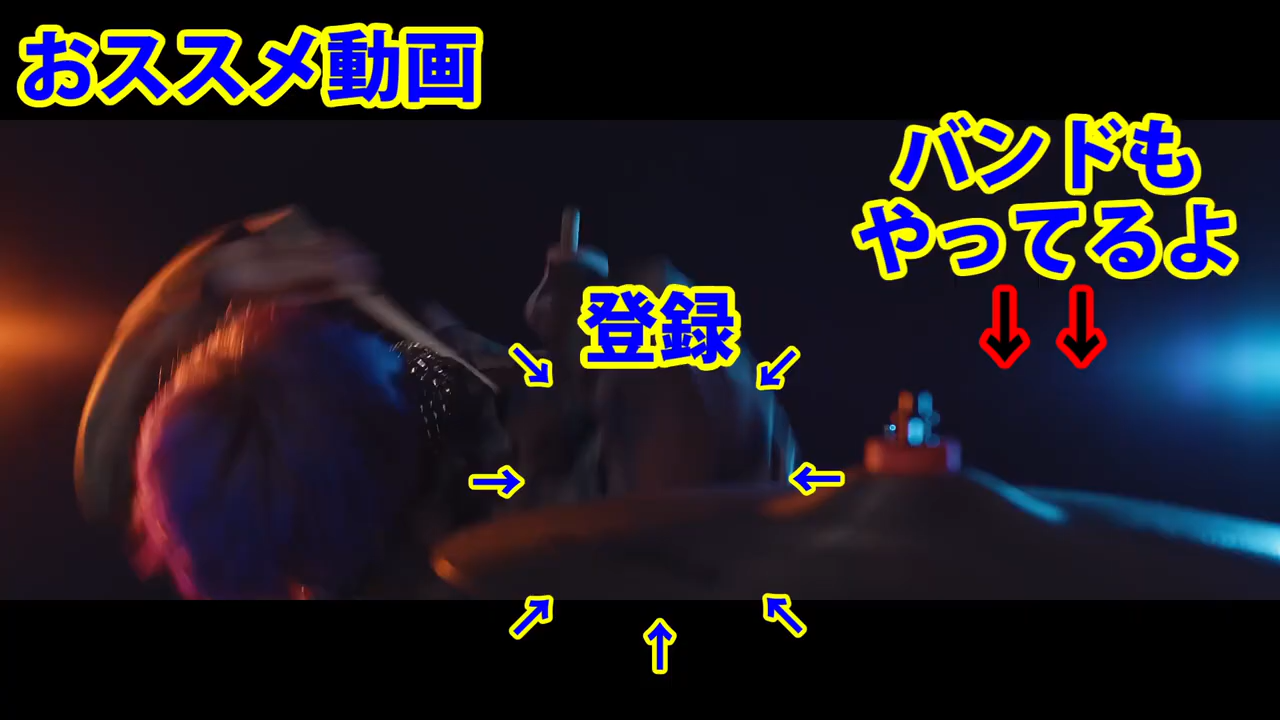 おススメ動画
バンドも
やってるよ
↓↓
登録